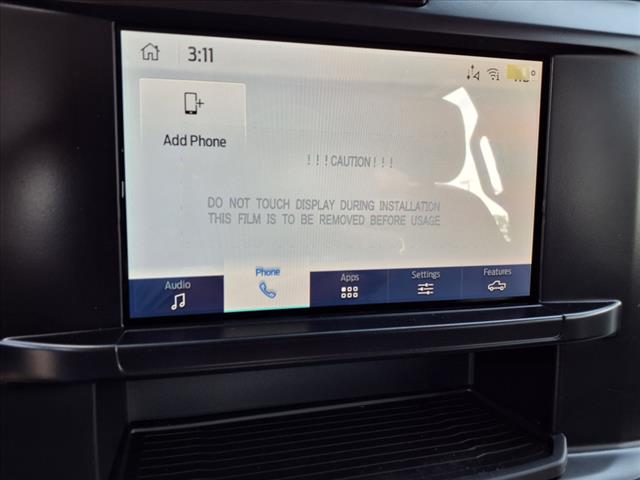 3:11
Add Phone
!!!CAUTION!!!
DO NOT TOUCH DISPLAY DURING INSTALLATION
THIS FILM IS TO BE REMOVED BEFORE USAGE
Audio
Phone
Apps
Settings
Features